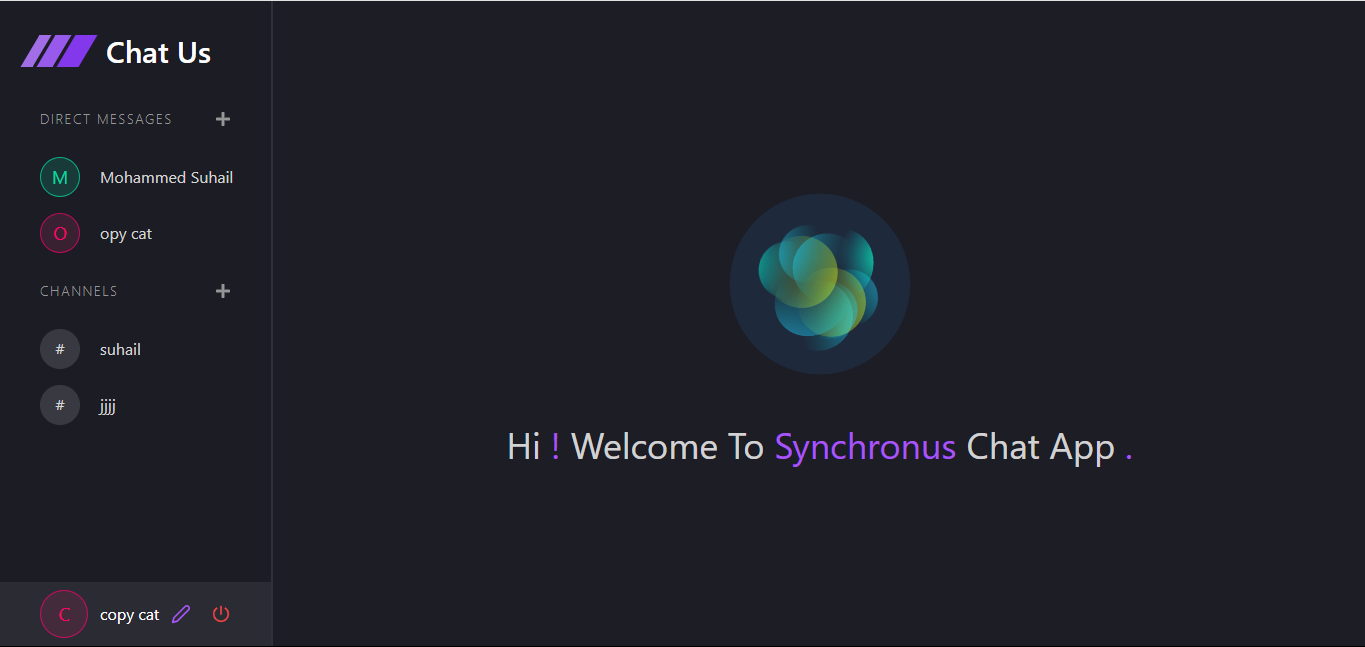 Chat Us
DIRECT MESSAGES
M Mohammed Suhail
O opy cat
CHANNELS
# suhail
# jjjj
C copy cat
Hi ! Welcome To Synchronus Chat App .